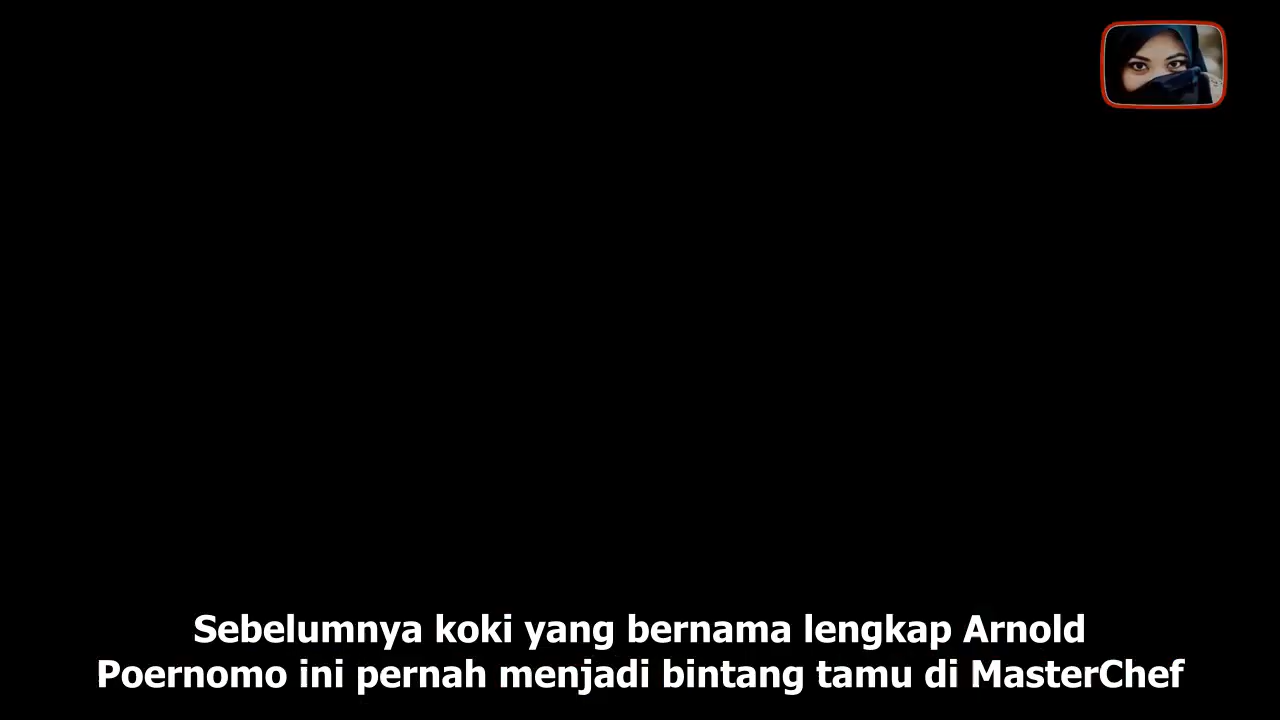 Sebelumnya koki yang bernama lengkap Arnold
Poernomo ini pernah menjadi bintang tamu di MasterChef